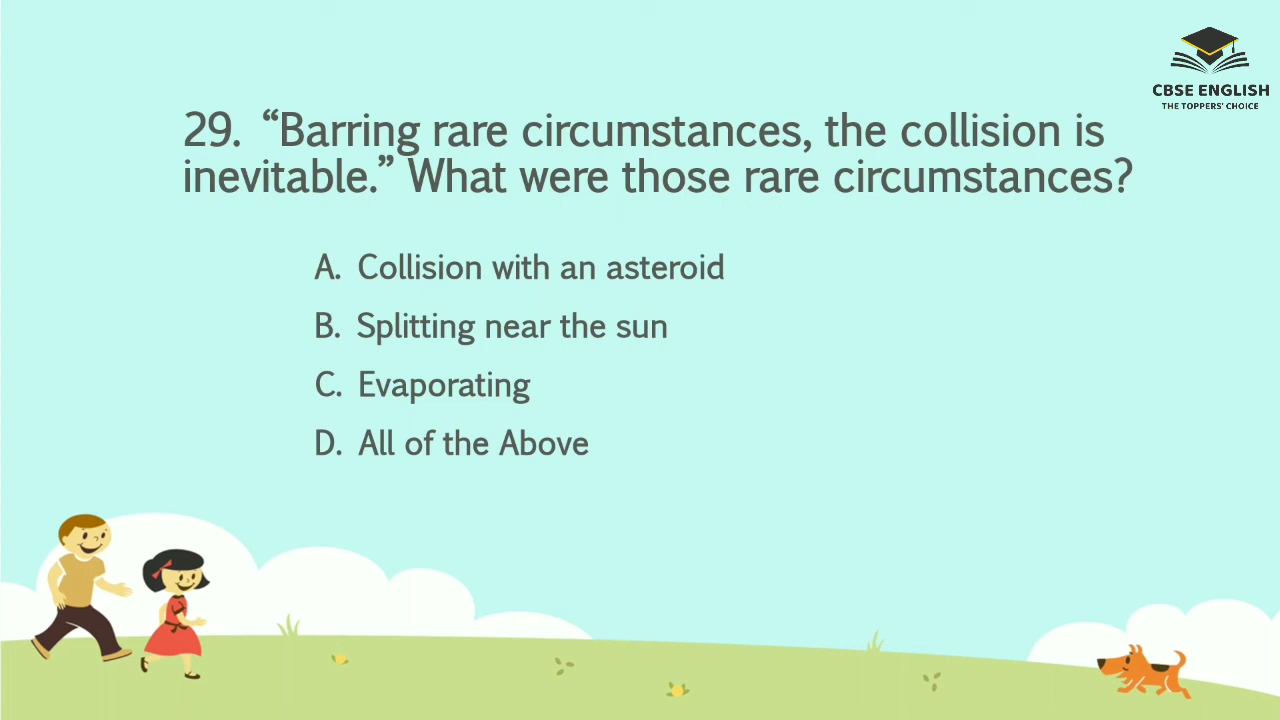 CBSE ENGLISH
THE TOPPERS' CHOICE
29. “Barring rare circumstances, the collision is
inevitable.” What were those rare circumstances?
A. Collision with an asteroid
B. Splitting near the sun
C. Evaporating
D. All of the Above